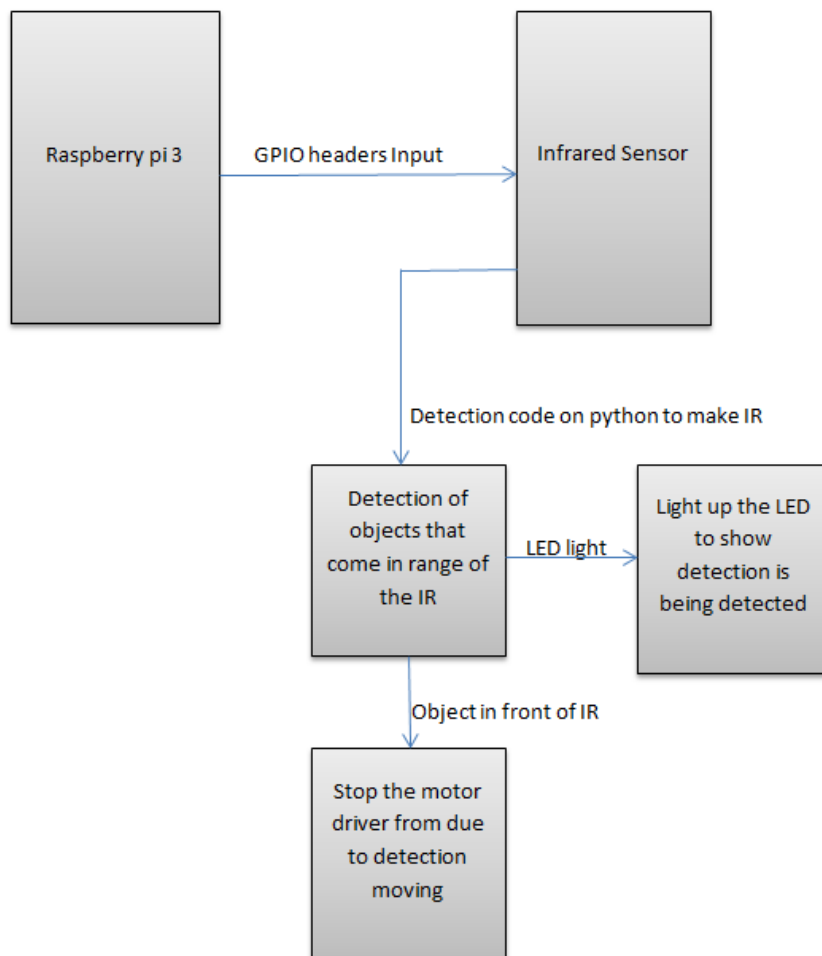 Raspberry pi 3
GPIO headers Input
Infrared Sensor
Detection code on python to make IR
Detection of
objects that
come in range of
the IR
LED light
Light up the LED
to show
detection is
being detected
Object in front of IR
Stop the motor
driver from due
to detection
moving